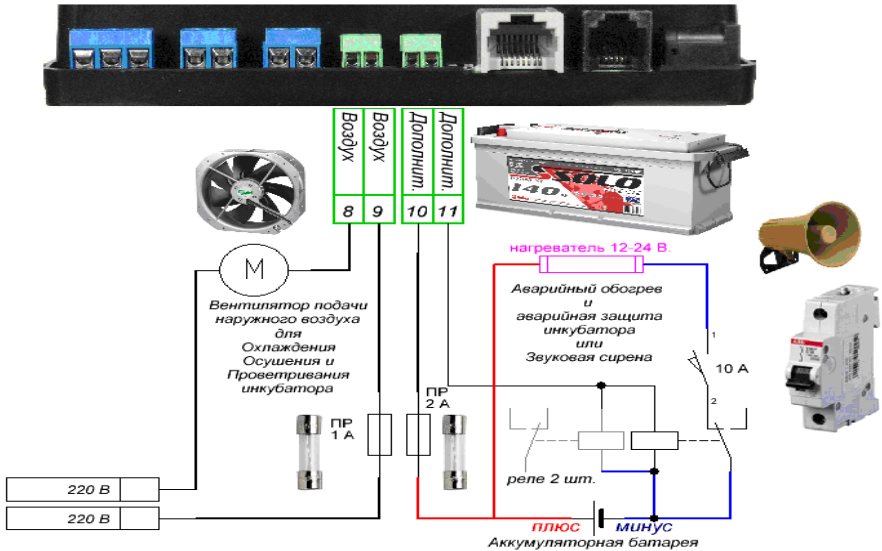 Воздух
Воздух
Дополнит.
Дополнит.
8
9
10
11
SOLO
140
нагреватель 12-24 В.
М
Вентилятор подачи
наружного воздуха
для
Охлаждения
Осушения и
Проветривания
инкубатора
Аварийный обогрев
и
аварийная защита
инкубатора
или
Звуковая сирена
1
10 А
2
ПР
1 А
ПР
2 А
реле 2 шт.
220 В
220 В
плюс
минус
Аккумуляторная батарея
ABB